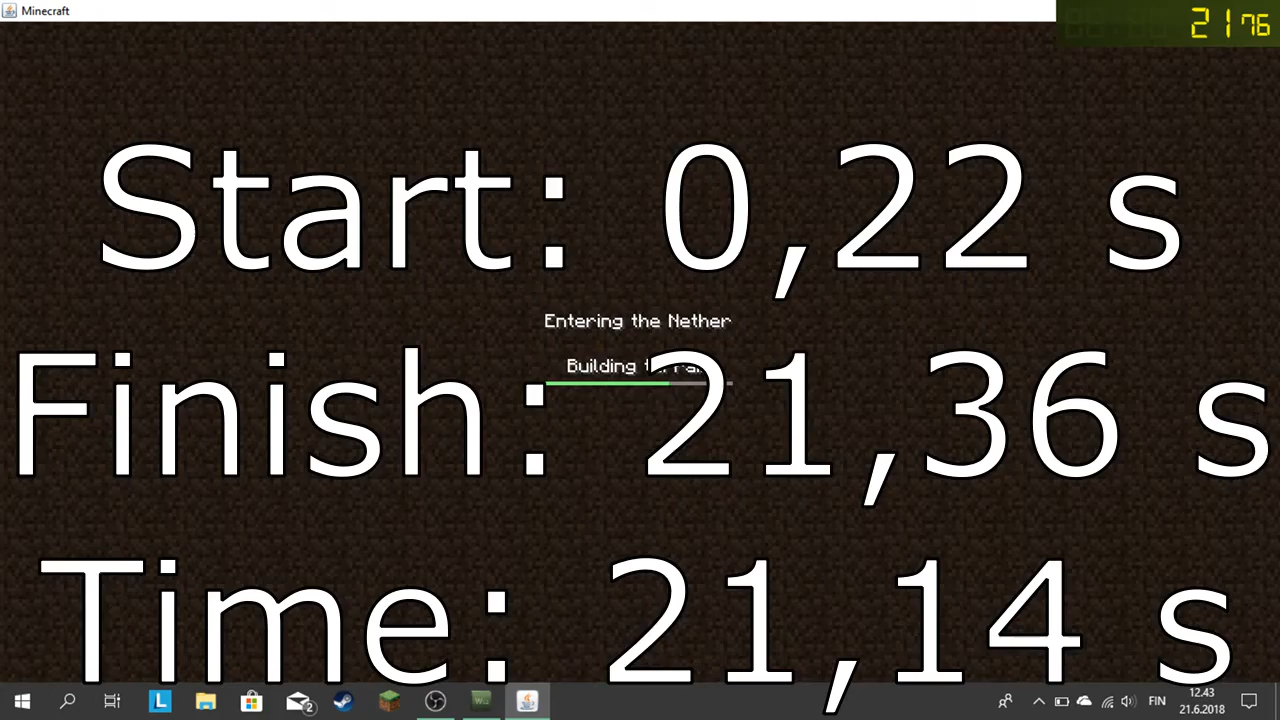 Minecraft
21 76
Start: 0,22 s
Entering the Nether
Building
Finish: 21,36 s
Time: 21,14 s
L
2
W
FIN
12.43
21.6.2018